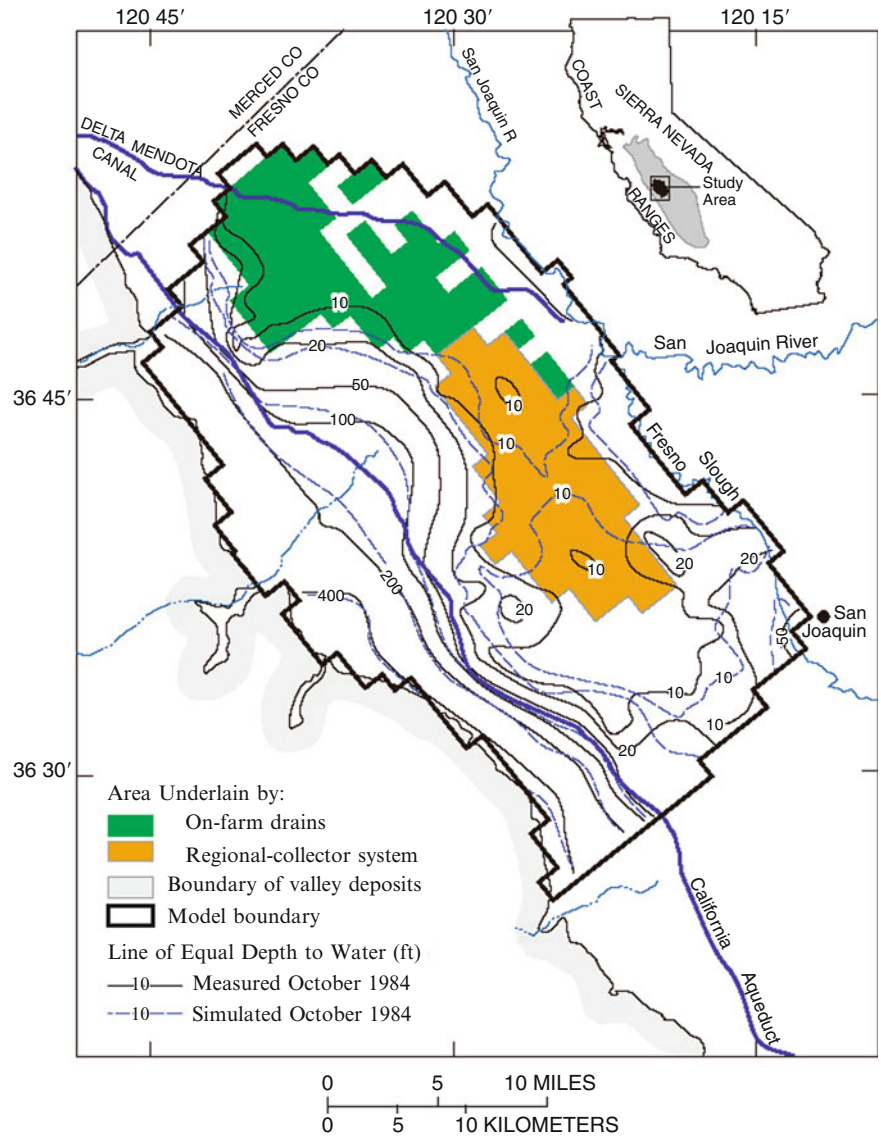 120 45′
120 30′
120 15′
MERCED CO
FRESNO CO
San Joaquin R
COAST
RANGES
SIERRA NEVADA
Study
Area
DELTA MENDOTA
CANAL
San Joaquin River
10
20
50
100
36 45′
10
10
10
Fresno Slough
20
20
10
200
400
20
San
Joaquin
50
10
10
10
20
36 30′
Area Underlain by:
On-farm drains
Regional-collector system
Boundary of valley deposits
Model boundary
Line of Equal Depth to Water (ft)
10 Measured October 1984
10 Simulated October 1984
California Aqueduct
0 5 10 MILES
0 5 10 KILOMETERS